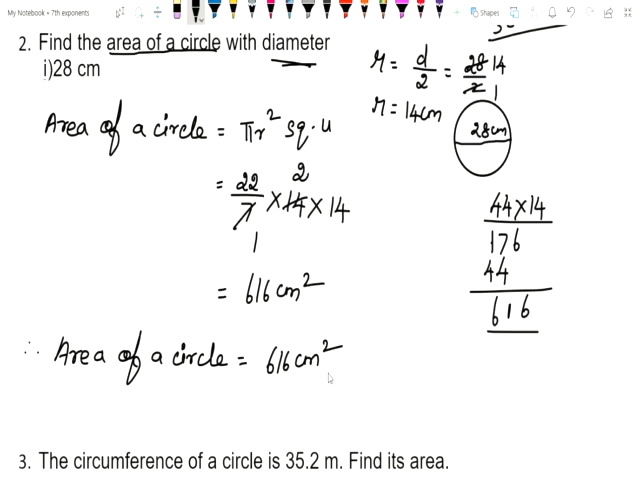 My Notebook » 7th exponents
Shapes
2. Find the area of a circle with diameter
i)28 cm
r = d/2 = 28/2 14 1
r = 14cm
28cm
Area of a circle = πr² sq.u
= 22/7 × 14 × 14
2
1
= 616 cm²
44×14
176
44
616
∴ Area of a circle = 616 cm²
3. The circumference of a circle is 35.2 m. Find its area.